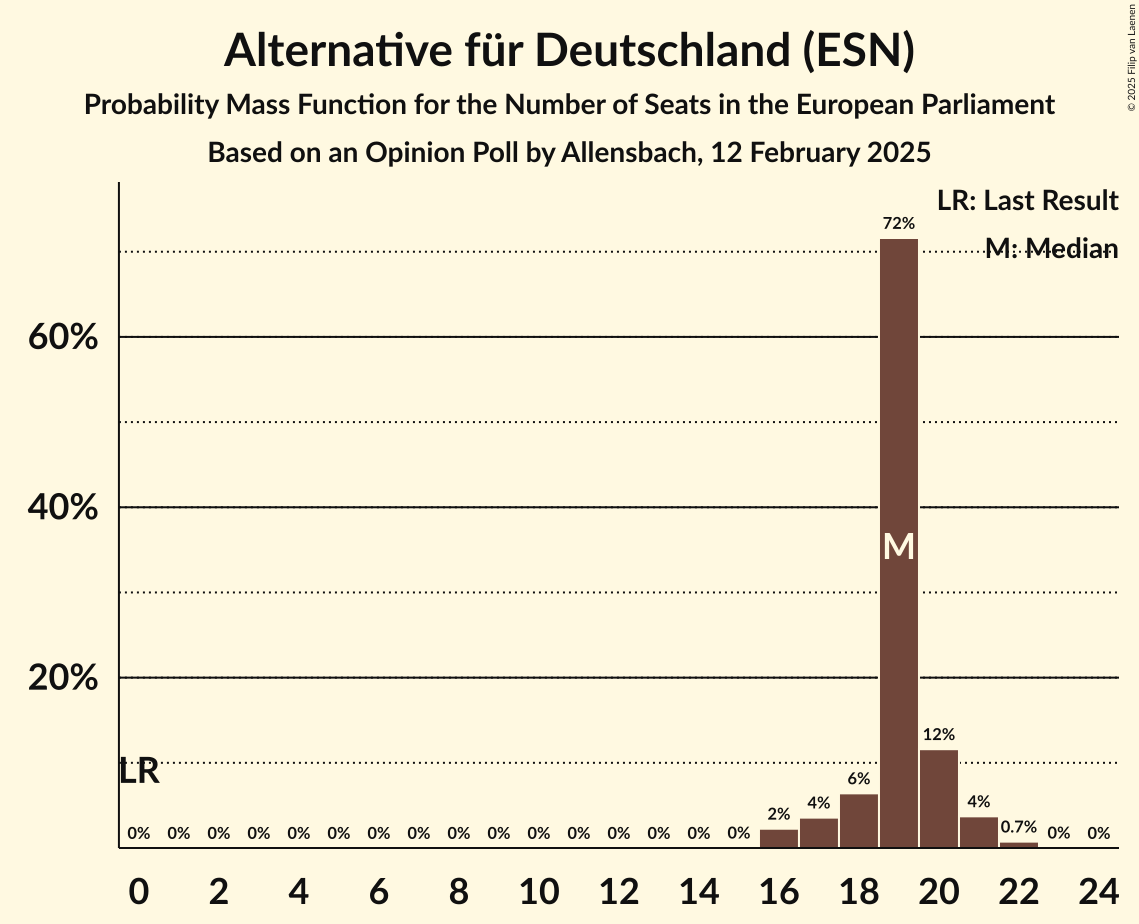 Alternative für Deutschland (ESN)
Probability Mass Function for the Number of Seats in the European Parliament
Based on an Opinion Poll by Allensbach, 12 February 2025
© 2025 Filip van Laenen
LR: Last Result
M: Median
72%
60%
40%
M
20%
12%
LR
6%
4%
4%
2%
0.7%
0% 0% 0% 0% 0% 0% 0% 0% 0% 0% 0% 0% 0% 0% 0% 0% 0% 0%
0 2 4 6 8 10 12 14 16 18 20 22 24